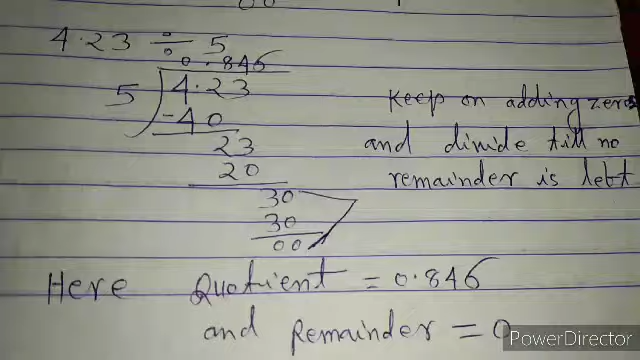 4.23 ÷ 5
0.846
5 4.23
-40
23
20
30
30
00
Keep on adding zeros
and divide till no
remainder is left
Here Quotient = 0.846
and Remainder = 0
PowerDirector